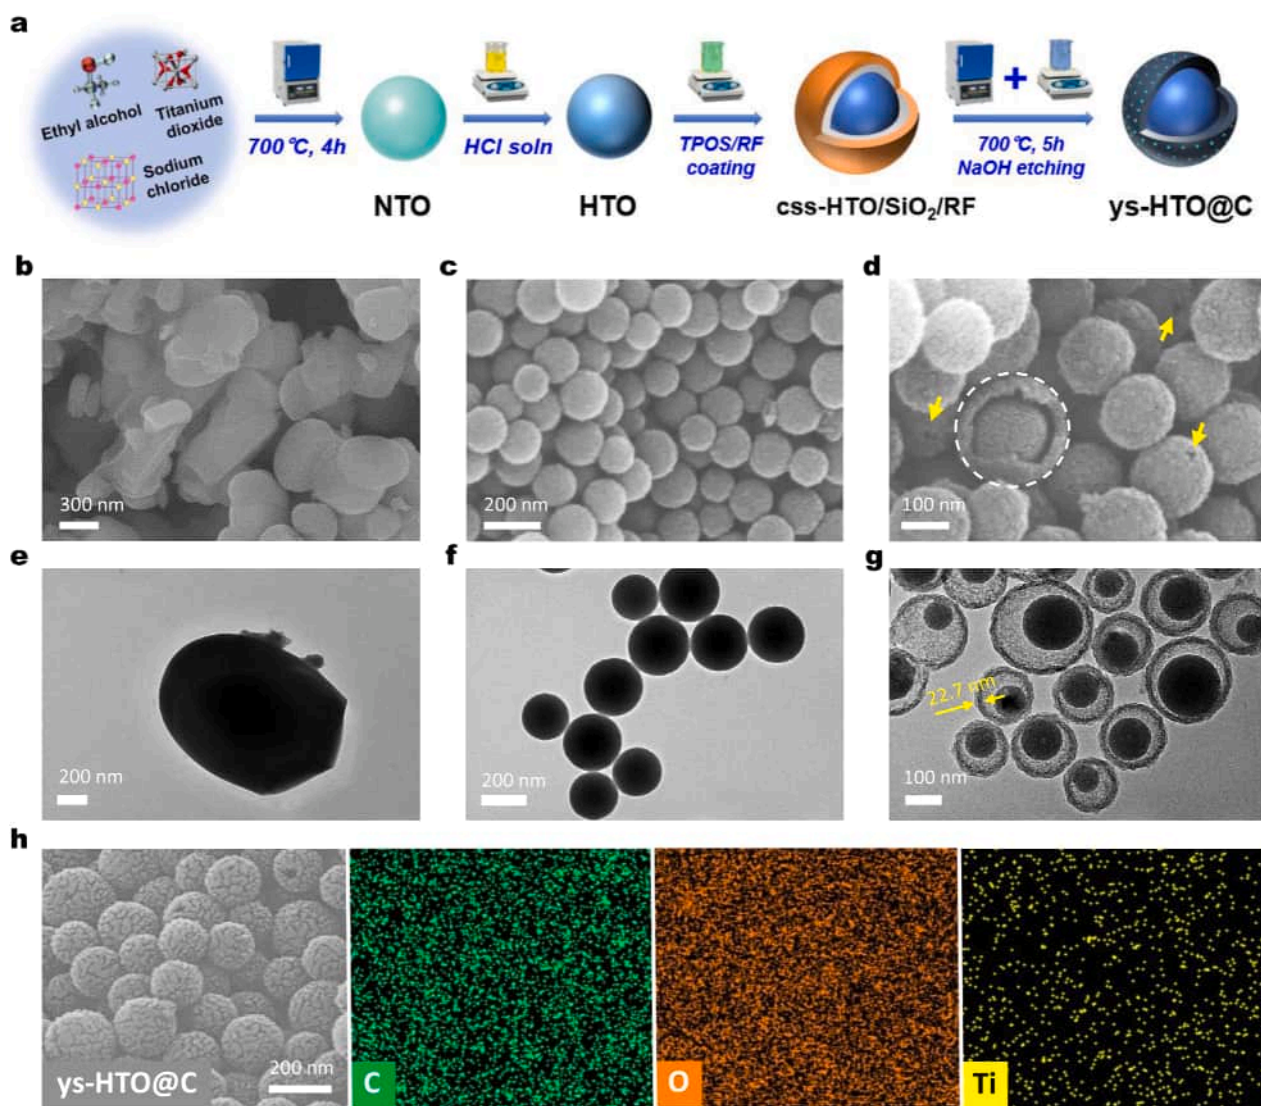 a
Ethyl alcohol
Titanium
dioxide
Sodium
chloride
700℃, 4h
NTO
HCl soln
HTO
TPOS/RF
coating
css-HTO/SiO₂/RF
+
700℃, 5h
NaOH etching
ys-HTO@C
b
300 nm
c
200 nm
d
100 nm
e
200 nm
f
200 nm
g
22.7 nm
100 nm
h
ys-HTO@C
200 nm
C
O
Ti